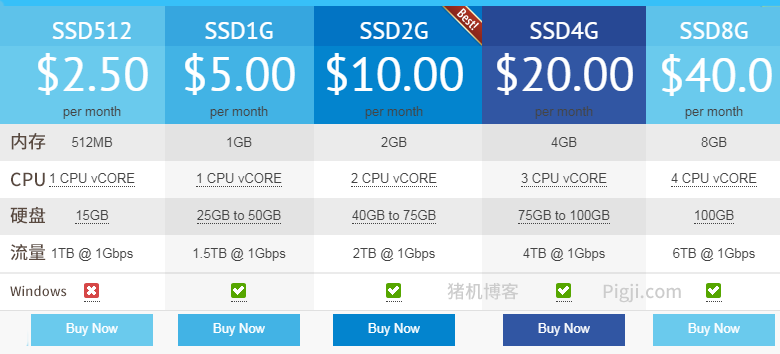 SSD512 SSD1G SSD2G Best! SSD4G SSD8G
$2.50 $5.00 $10.00 $20.00 $40.0
per month per month per month per month per month
内存 512MB 1GB 2GB 4GB 8GB
CPU 1 CPU vCORE 1 CPU vCORE 2 CPU vCORE 3 CPU vCORE 4 CPU vCORE
硬盘 15GB 25GB to 50GB 40GB to 75GB 75GB to 100GB 100GB
流量 1TB @ 1Gbps 1.5TB @ 1Gbps 2TB @ 1Gbps 4TB @ 1Gbps 6TB @ 1Gbps
Windows 猪机博客 Pigji.com
Buy Now Buy Now Buy Now Buy Now Buy Now